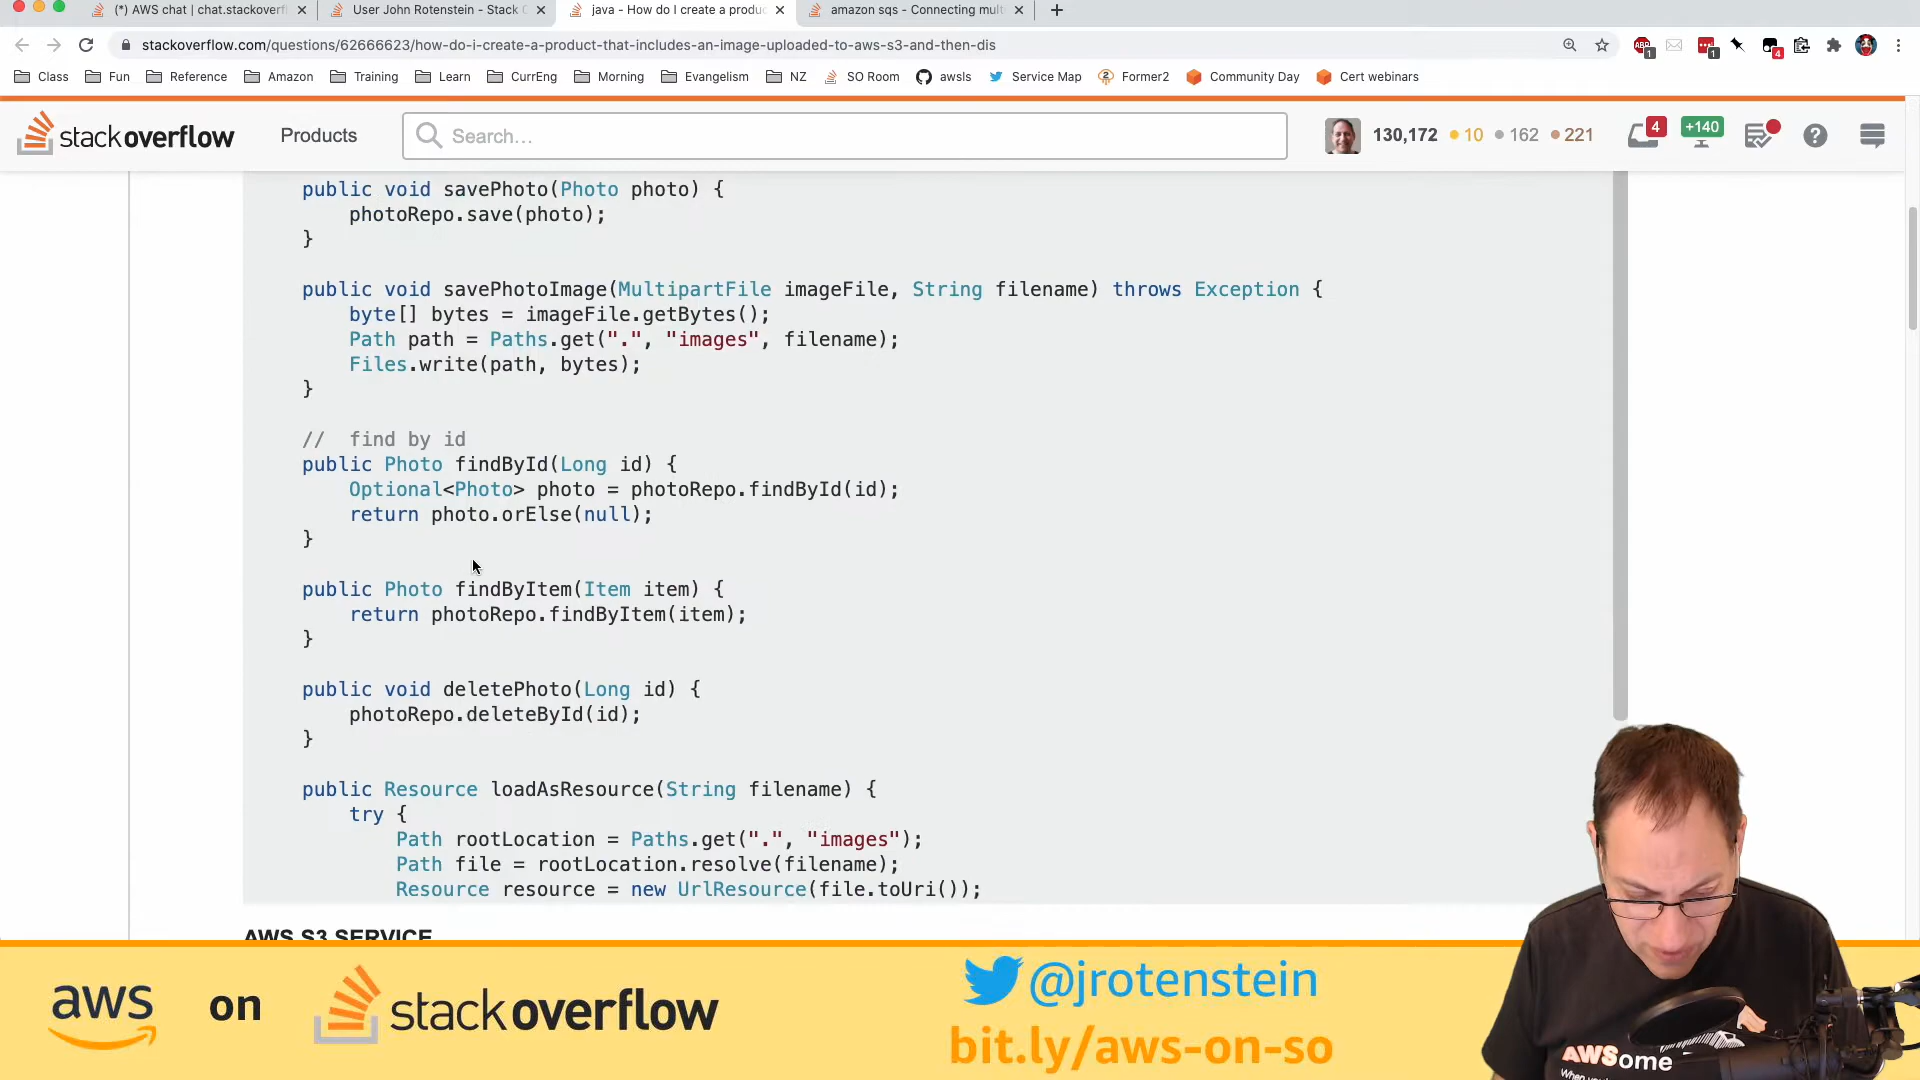 (*) AWS chat | chat.stackoverfl
User John Rotenstein - Stack O
java - How do I create a produc
amazon sqs - Connecting mul
stackoverflow.com/questions/62666623/how-do-i-create-a-product-that-includes-an-image-uploaded-to-aws-s3-and-then-dis
Class Fun Reference Amazon Training Learn CurrEng Morning Evangelism NZ SO Room awsls Service Map Former2 Community Day Cert webinars
stackoverflow Products Search... 130,172 10 162 221 4 +140
public void savePhoto(Photo photo) {
photoRepo.save(photo);
}
public void savePhotoImage(MultipartFile imageFile, String filename) throws Exception {
byte[] bytes = imageFile.getBytes();
Path path = Paths.get(".", "images", filename);
Files.write(path, bytes);
}
// find by id
public Photo findById(Long id) {
Optional<Photo> photo = photoRepo.findById(id);
return photo.orElse(null);
}
public Photo findByItem(Item item) {
return photoRepo.findByItem(item);
}
public void deletePhoto(Long id) {
photoRepo.deleteById(id);
}
public Resource loadAsResource(String filename) {
try {
Path rootLocation = Paths.get(".", "images");
Path file = rootLocation.resolve(filename);
Resource resource = new UrlResource(file.toUri());
AWS S3 SERVICE
aws on stackoverflow
@jrotenstein
bit.ly/aws-on-so
AWSome